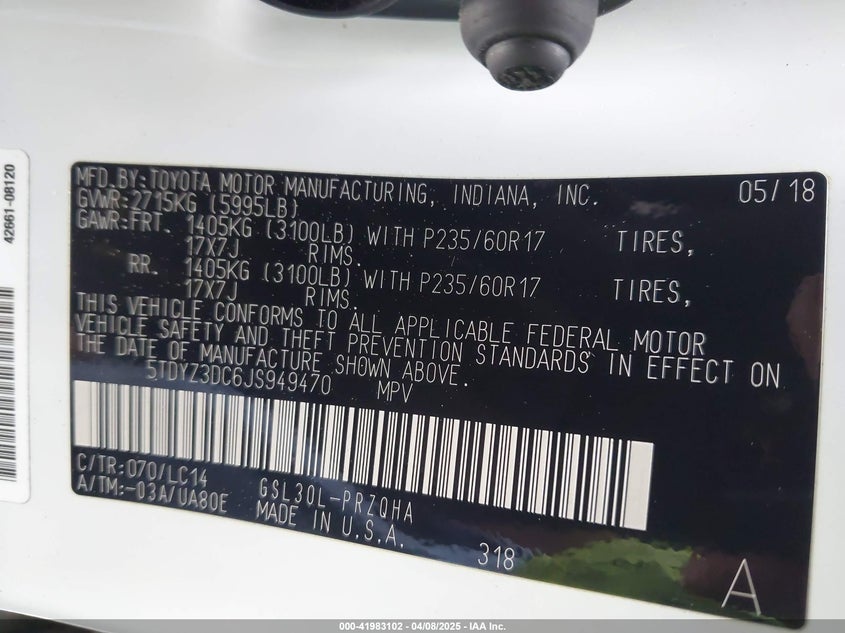 42661-08120
MFD.BY:TOYOTA MOTOR MANUFACTURING, INDIANA, INC. 05/18
GVWR:2715KG (5995LB)
GAWR:FRT. 1405KG (3100LB) WITH P235/60R17 TIRES,
17X7J RIMS.
RR. 1405KG (3100LB) WITH P235/60R17 TIRES,
17X7J RIMS.
THIS VEHICLE CONFORMS TO ALL APPLICABLE FEDERAL MOTOR
VEHICLE SAFETY AND THEFT PREVENTION STANDARDS IN EFFECT ON
THE DATE OF MANUFACTURE SHOWN ABOVE.
5TDYZ3DC6JS949470 MPV
C/TR:070/LC14 GSL30L-PRZQHA
A/TM:-03A/UA80E MADE IN U.S.A. 318
A
000-41983102 - 04/08/2025 - IAA Inc.